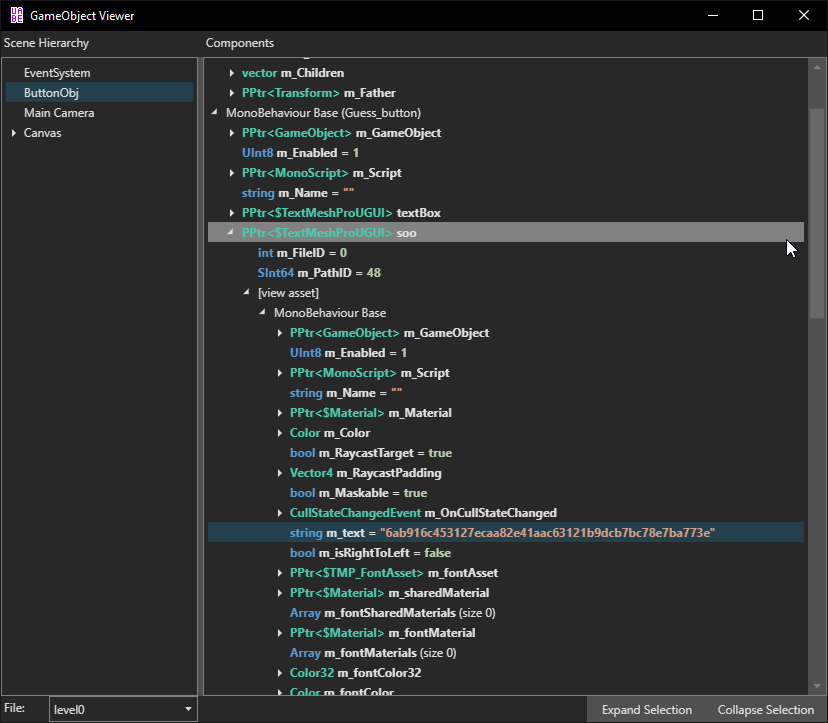 GameObject Viewer
Scene Hierarchy
Components
EventSystem
ButtonObj
Main Camera
Canvas
vector m_Children
PPtr<Transform> m_Father
MonoBehaviour Base (Guess_button)
PPtr<GameObject> m_GameObject
UInt8 m_Enabled = 1
PPtr<MonoScript> m_Script
string m_Name = ""
PPtr<$TextMeshProUGUI> textBox
PPtr<$TextMeshProUGUI> soo
int m_FileID = 0
SInt64 m_PathID = 48
[view asset]
MonoBehaviour Base
PPtr<GameObject> m_GameObject
UInt8 m_Enabled = 1
PPtr<MonoScript> m_Script
string m_Name = ""
PPtr<$Material> m_Material
Color m_Color
bool m_RaycastTarget = true
Vector4 m_RaycastPadding
bool m_Maskable = true
CullStateChangedEvent m_OnCullStateChanged
string m_text = "6ab916c453127ecaa82e41aac63121b9dcb7bc78e7ba773e"
bool m_isRightToLeft = false
PPtr<$TMP_FontAsset> m_fontAsset
PPtr<$Material> m_sharedMaterial
Array m_fontSharedMaterials (size 0)
PPtr<$Material> m_fontMaterial
Array m_fontMaterials (size 0)
Color32 m_fontColor32
Color m_fontColor
File:
level0
Expand Selection
Collapse Selection